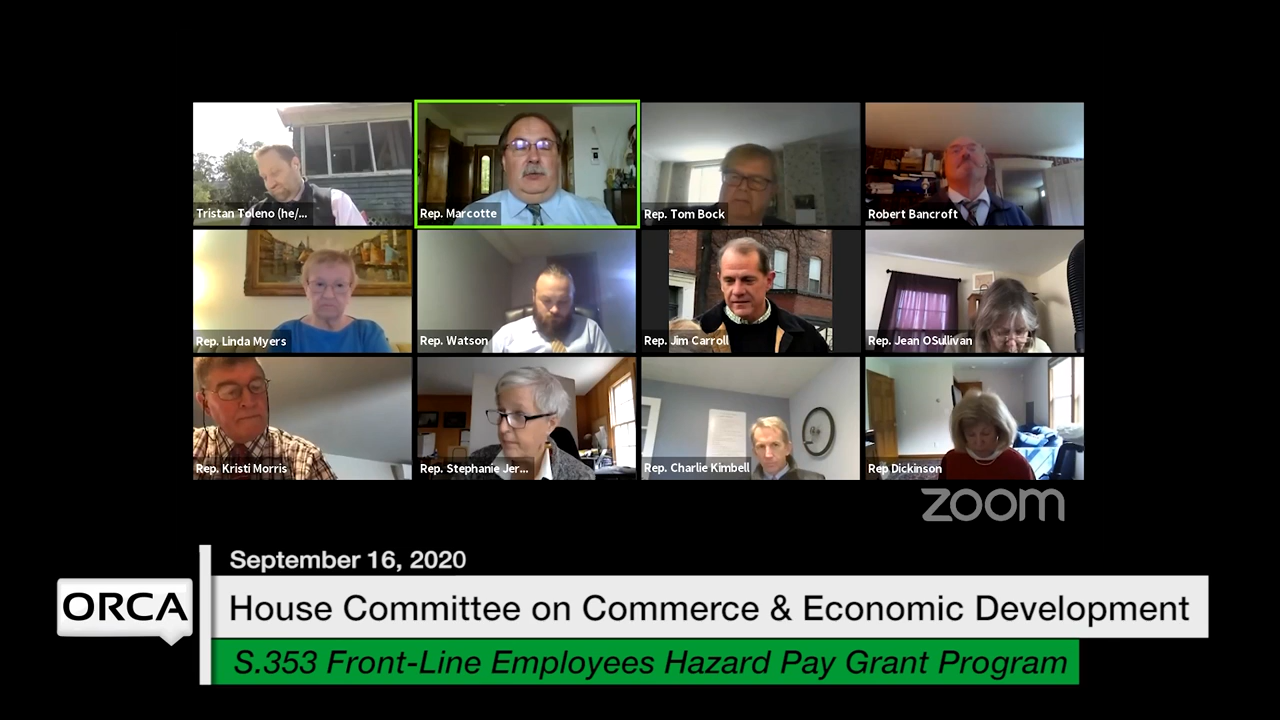 Tristan Toleno (he/...
Rep. Marcotte
Rep. Tom Bock
Robert Bancroft
Rep. Linda Myers
Rep. Watson
Rep. Jim Carroll
Rep. Jean OSullivan
Rep. Kristi Morris
Rep. Stephanie Jer...
Rep. Charlie Kimbell
Rep Dickinson
zoom
September 16, 2020
ORCA
House Committee on Commerce & Economic Development
S.353 Front-Line Employees Hazard Pay Grant Program